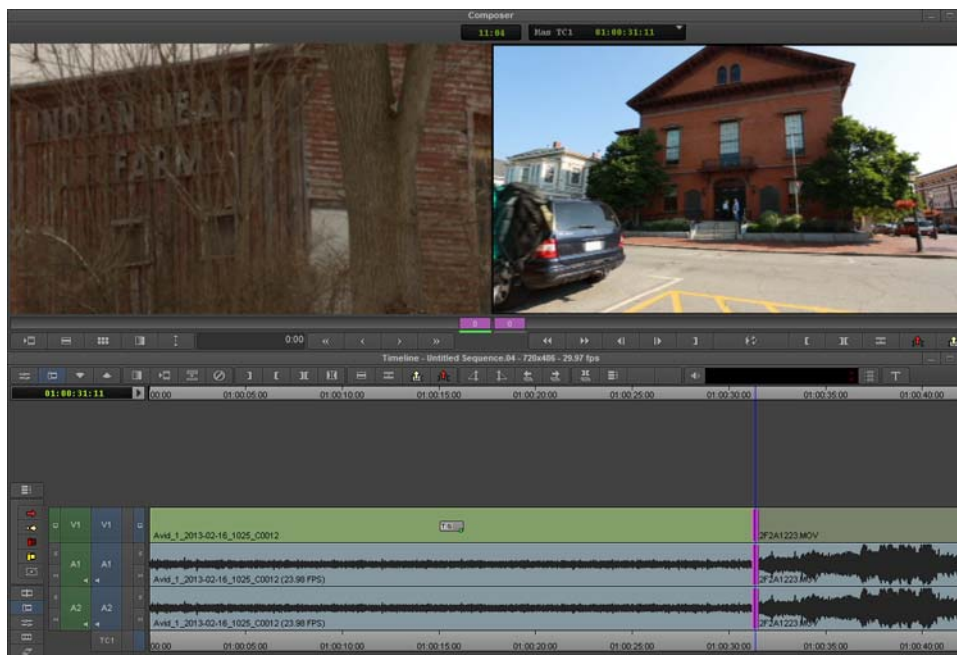 Composer
11:04 Mas TC1 01:00:31:11
INDIAN HEAD
FARM
0 0
0:00
Timeline - Untitled Sequence.04 - 720x486 - 29.97 fps
T
01:00:31:11 00:00 01:00:05:00 01:00:10:00 01:00:15:00 01:00:20:00 01:00:25:00 01:00:30:00 01:00:35:00 01:00:40:00
V1 V1
Avid_1_2013-02-16_1025_C0012 2F2A1223.MOV
A1 A1
Avid_1_2013-02-16_1025_C0012 (23.98 FPS) 2F2A1223.MOV
A2 A2
Avid_1_2013-02-16_1025_C0012 (23.98 FPS) 2F2A1223.MOV
TC1 00:00 01:00:05:00 01:00:10:00 01:00:15:00 01:00:20:00 01:00:25:00 01:00:30:00 01:00:35:00 01:00:40:00